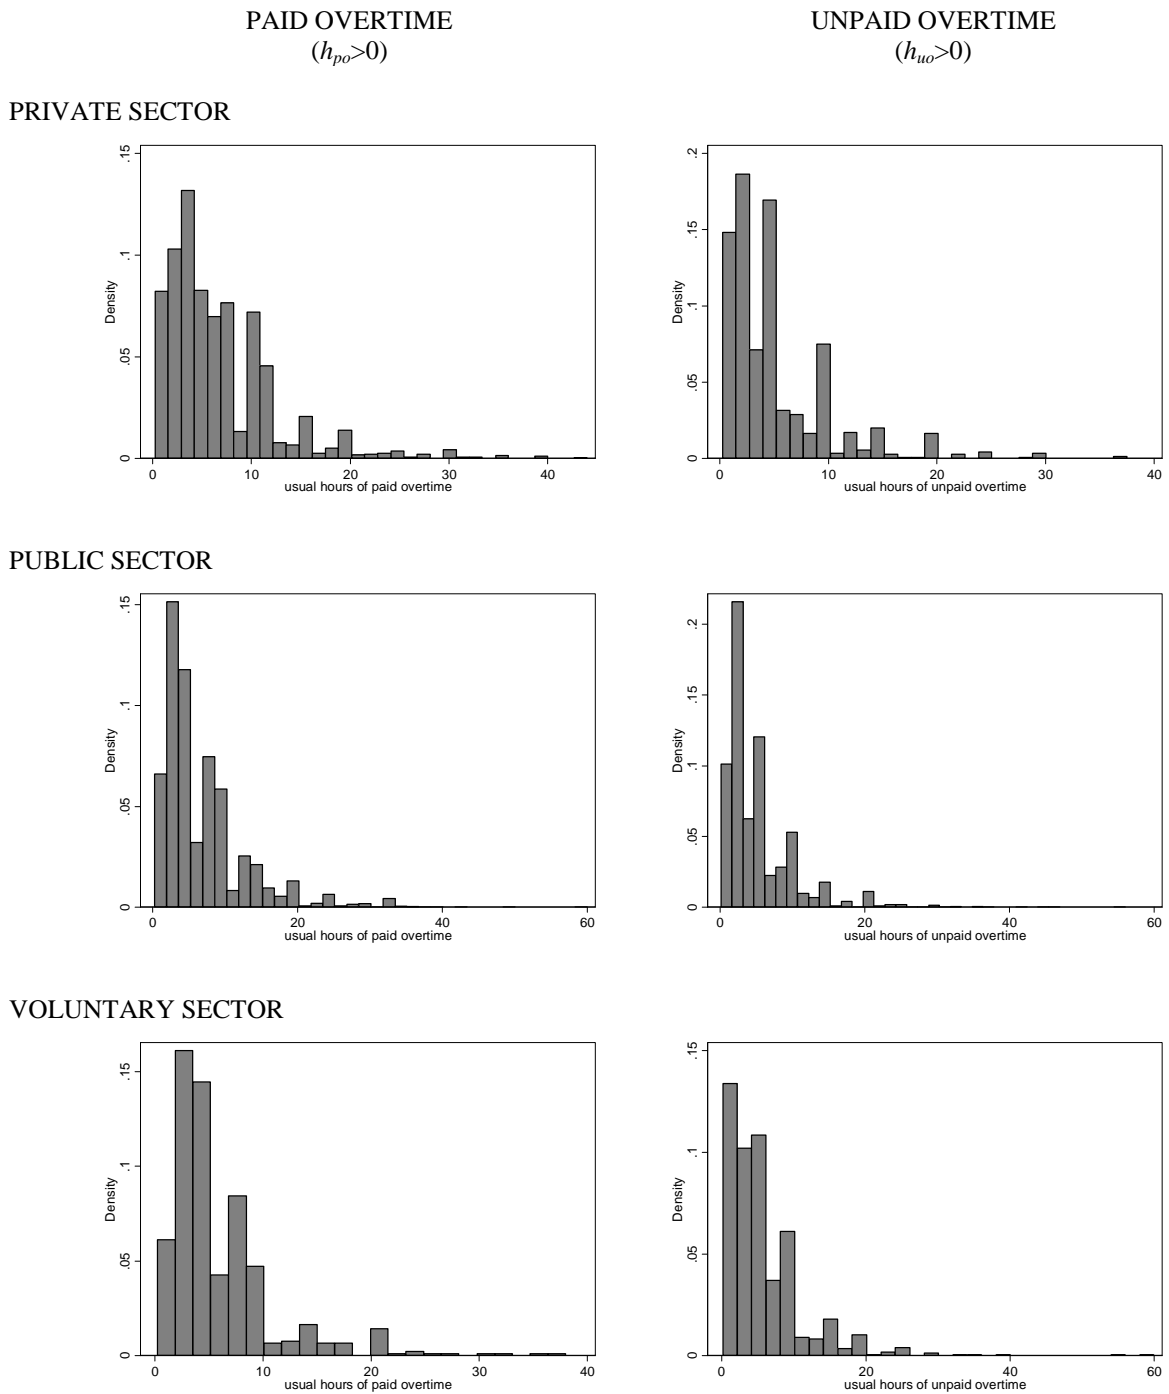 PAID OVERTIME
(hpo>0)
UNPAID OVERTIME
(huo>0)
PRIVATE SECTOR
Density
0
.05
.1
.15
0 10 20 30 40
usual hours of paid overtime
Density
0
.05
.1
.15
.2
0 10 20 30 40
usual hours of unpaid overtime
PUBLIC SECTOR
Density
0
.05
.1
.15
0 20 40 60
usual hours of paid overtime
Density
0
.05
.1
.15
.2
0 20 40 60
usual hours of unpaid overtime
VOLUNTARY SECTOR
Density
0
.05
.1
.15
0 10 20 30 40
usual hours of paid overtime
Density
0
.05
.1
.15
0 20 40 60
usual hours of unpaid overtime